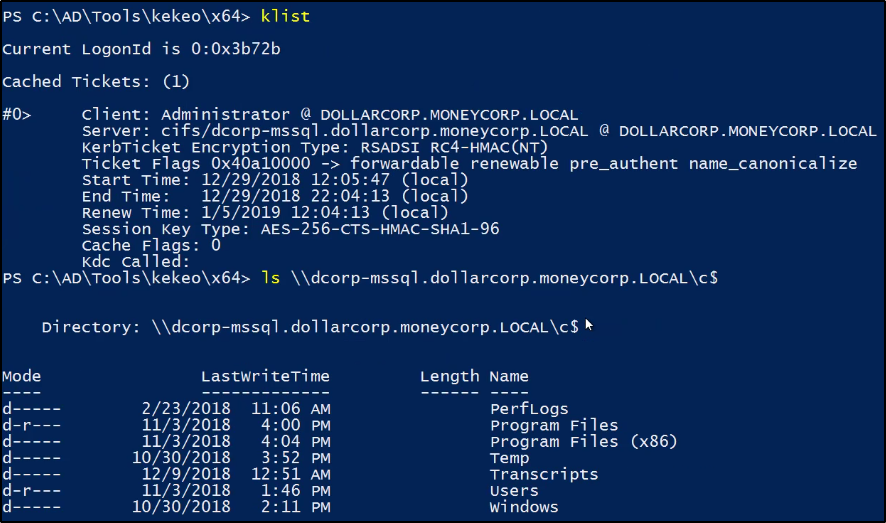 PS C:\AD\Tools\kekeo\x64> klist
Current LogonId is 0:0x3b72b
Cached Tickets: (1)
#0> Client: Administrator @ DOLLARCORP.MONEYCORP.LOCAL
Server: cifs/dcorp-mssql.dollarcorp.moneycorp.LOCAL @ DOLLARCORP.MONEYCORP.LOCAL
KerbTicket Encryption Type: RSADSI RC4-HMAC(NT)
Ticket Flags 0x40a10000 -> forwardable renewable pre_authent name_canonicalize
Start Time: 12/29/2018 12:05:47 (local)
End Time: 12/29/2018 22:04:13 (local)
Renew Time: 1/5/2019 12:04:13 (local)
Session Key Type: AES-256-CTS-HMAC-SHA1-96
Cache Flags: 0
Kdc Called:
PS C:\AD\Tools\kekeo\x64> ls \\dcorp-mssql.dollarcorp.moneycorp.LOCAL\c$
Directory: \\dcorp-mssql.dollarcorp.moneycorp.LOCAL\c$
Mode LastWriteTime Length Name
---- ------------- ------ ----
d----- 2/23/2018 11:06 AM PerfLogs
d-r--- 11/3/2018 4:00 PM Program Files
d----- 11/3/2018 4:04 PM Program Files (x86)
d----- 10/30/2018 3:52 PM Temp
d----- 12/9/2018 12:51 AM Transcripts
d-r--- 11/3/2018 1:46 PM Users
d----- 10/30/2018 2:11 PM Windows